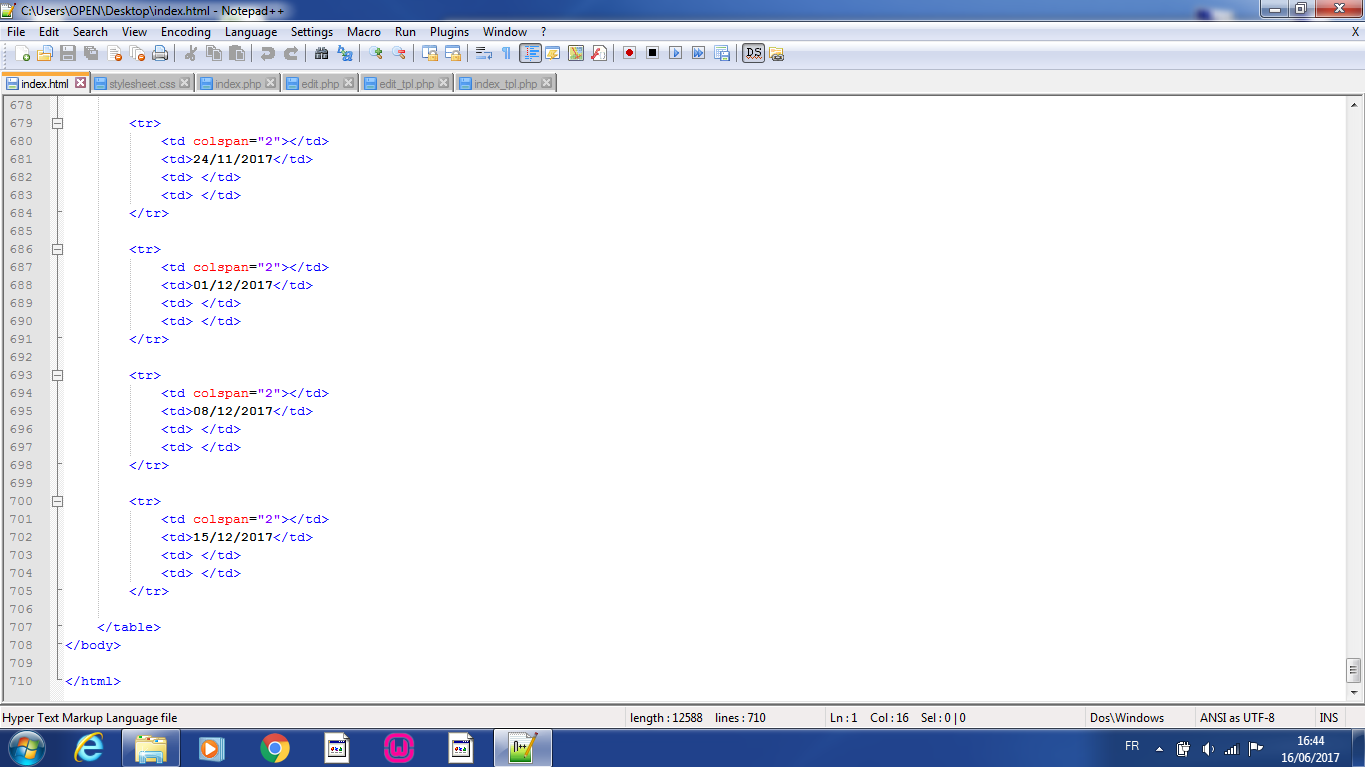 C:\Users\OPEN\Desktop\index.html - Notepad++
File Edit Search View Encoding Language Settings Macro Run Plugins Window ? X
index.html stylesheet.css index.php edit.php edit_tpl.php index_tpl.php
678
679 <tr>
680 <td colspan="2"></td>
681 <td>24/11/2017</td>
682 <td> </td>
683 <td> </td>
684 </tr>
685
686 <tr>
687 <td colspan="2"></td>
688 <td>01/12/2017</td>
689 <td> </td>
690 <td> </td>
691 </tr>
692
693 <tr>
694 <td colspan="2"></td>
695 <td>08/12/2017</td>
696 <td> </td>
697 <td> </td>
698 </tr>
699
700 <tr>
701 <td colspan="2"></td>
702 <td>15/12/2017</td>
703 <td> </td>
704 <td> </td>
705 </tr>
706
707 </table>
708 </body>
709
710 </html>
Hyper Text Markup Language file length : 12588 lines : 710 Ln : 1 Col : 16 Sel : 0 | 0 Dos\Windows ANSI as UTF-8 INS
FR 16:44
16/06/2017